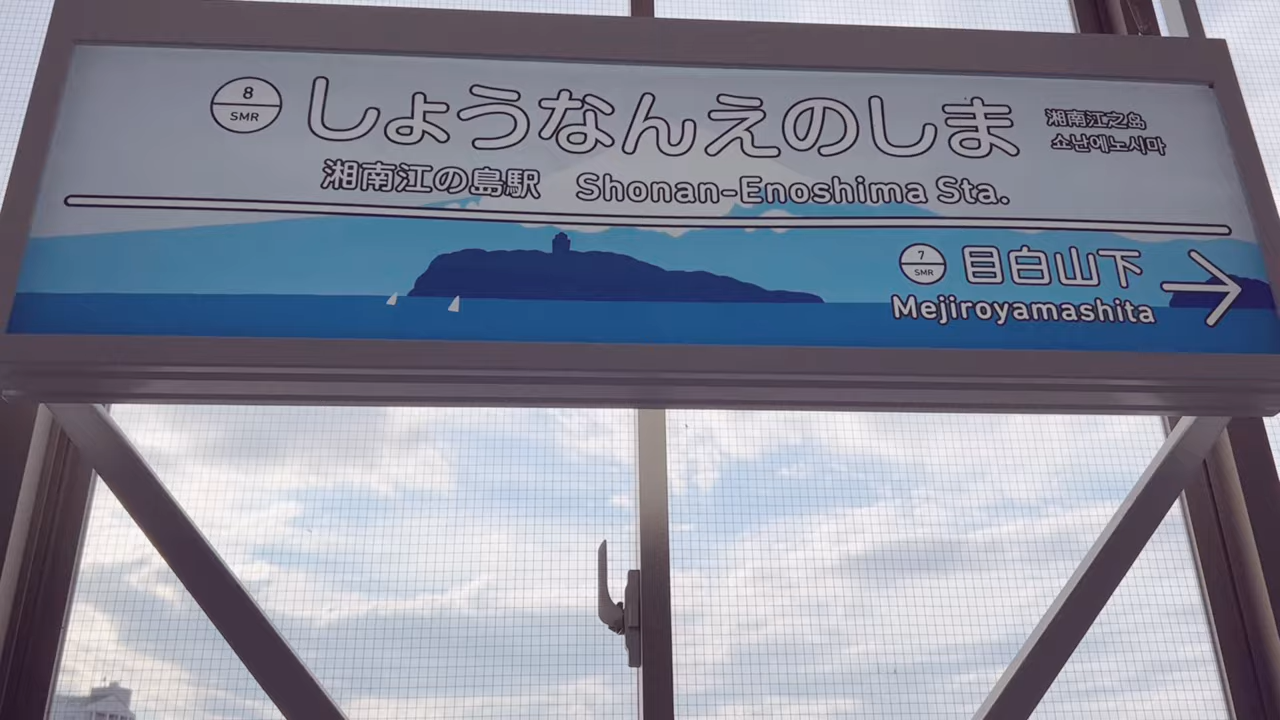 8
SMR
しょうなんえのしま
湘南江之岛
쇼난에노시마
湘南江の島駅 Shonan-Enoshima Sta.
7
SMR
目白山下
Mejiroyamashita